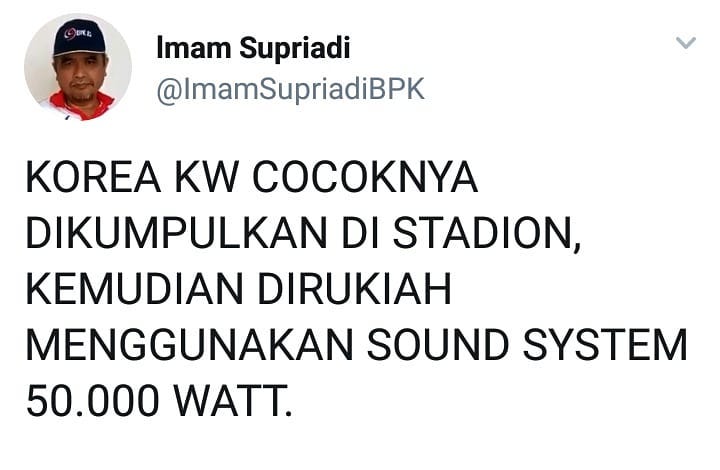 Imam Supriadi
@ImamSupriadiBPK
KOREA KW COCOKNYA
DIKUMPULKAN DI STADION,
KEMUDIAN DIRUKIAH
MENGGUNAKAN SOUND SYSTEM
50.000 WATT.